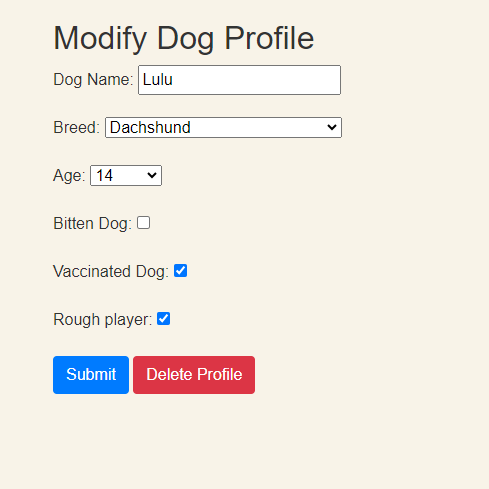 Modify Dog Profile
Dog Name: Lulu
Breed: Dachshund
Age: 14
Bitten Dog:
Vaccinated Dog:
Rough player:
Submit Delete Profile